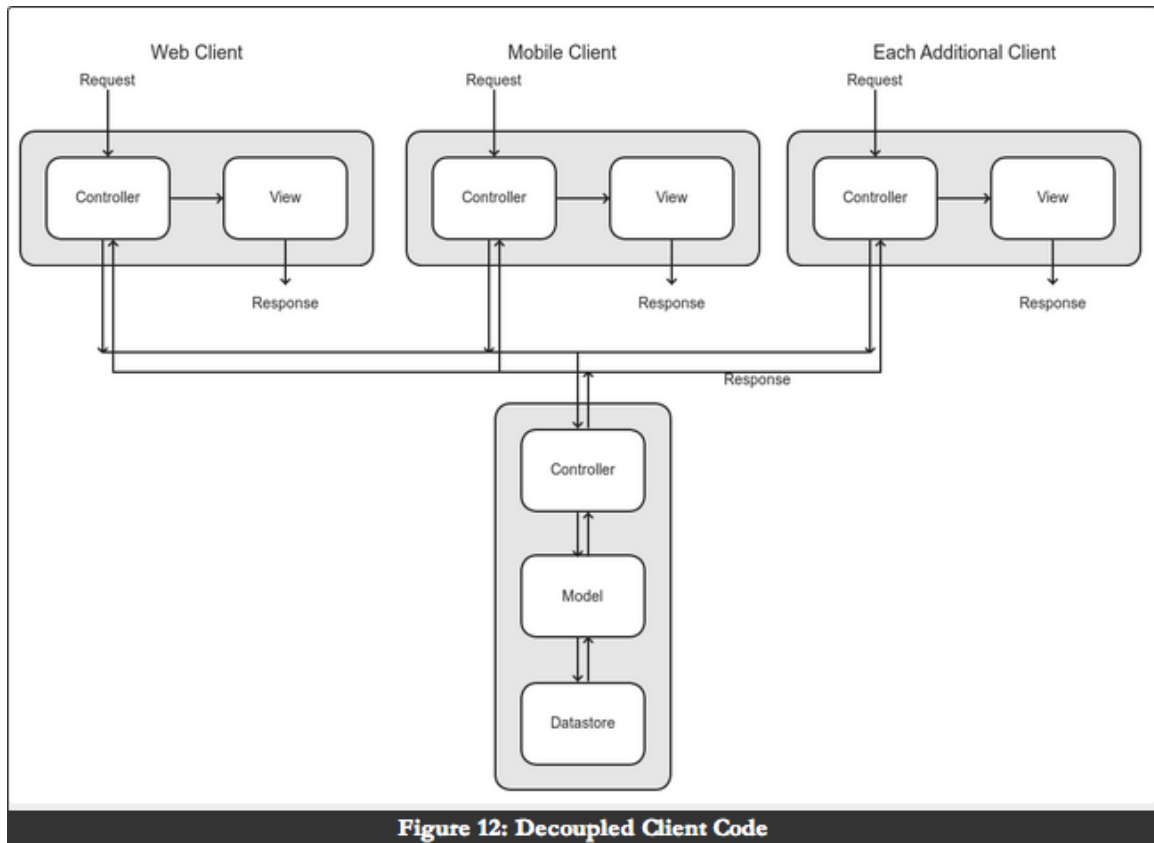 Web Client
Mobile Client
Each Additional Client
Request
Request
Request
Controller
View
Controller
View
Controller
View
Response
Response
Response
Response
Controller
Model
Datastore
Figure 12: Decoupled Client Code